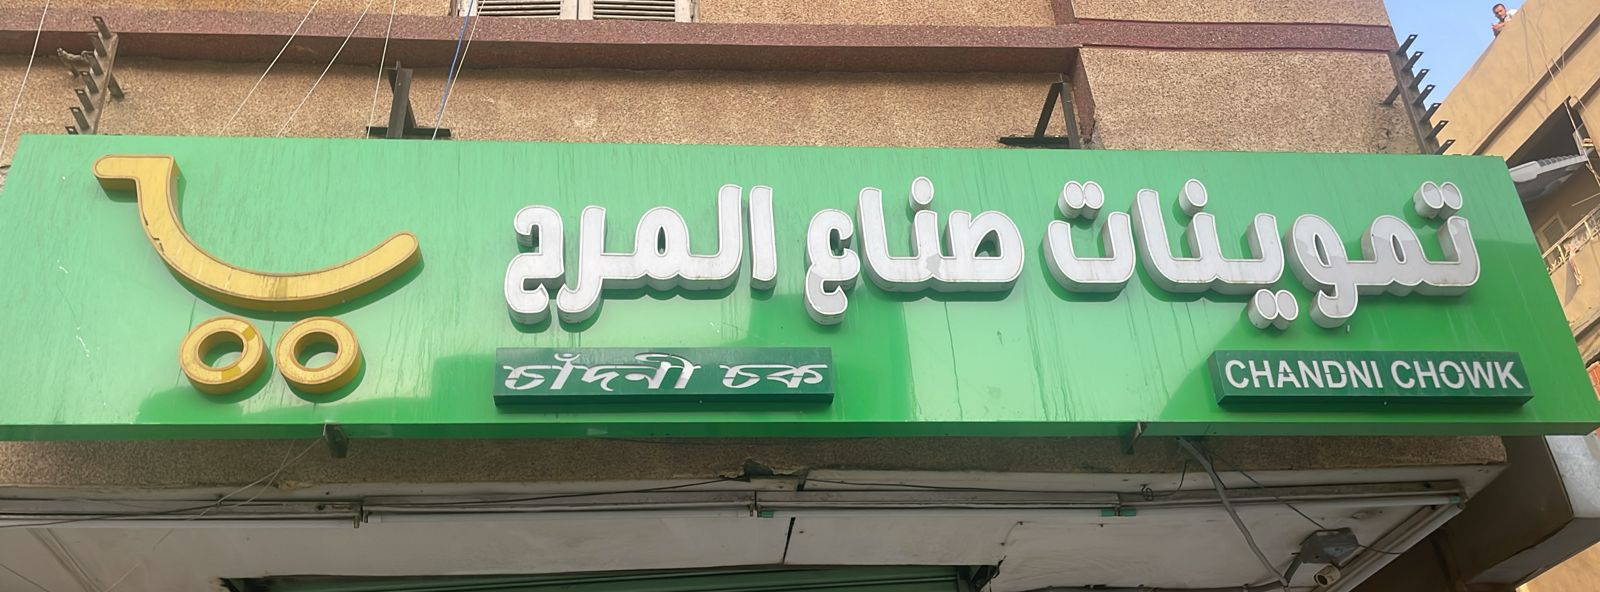 تموينات صناع المرح
চাঁদনী চক
CHANDNI CHOWK